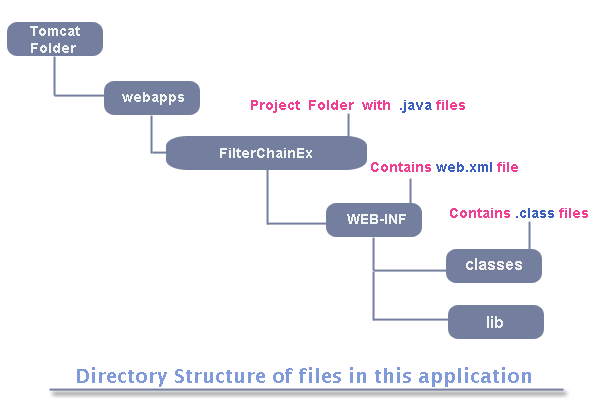 Tomcat
Folder
webapps
Project Folder with .java files
FilterChainEx
Contains web.xml file
WEB-INF
Contains .class files
classes
lib
Directory Structure of files in this application